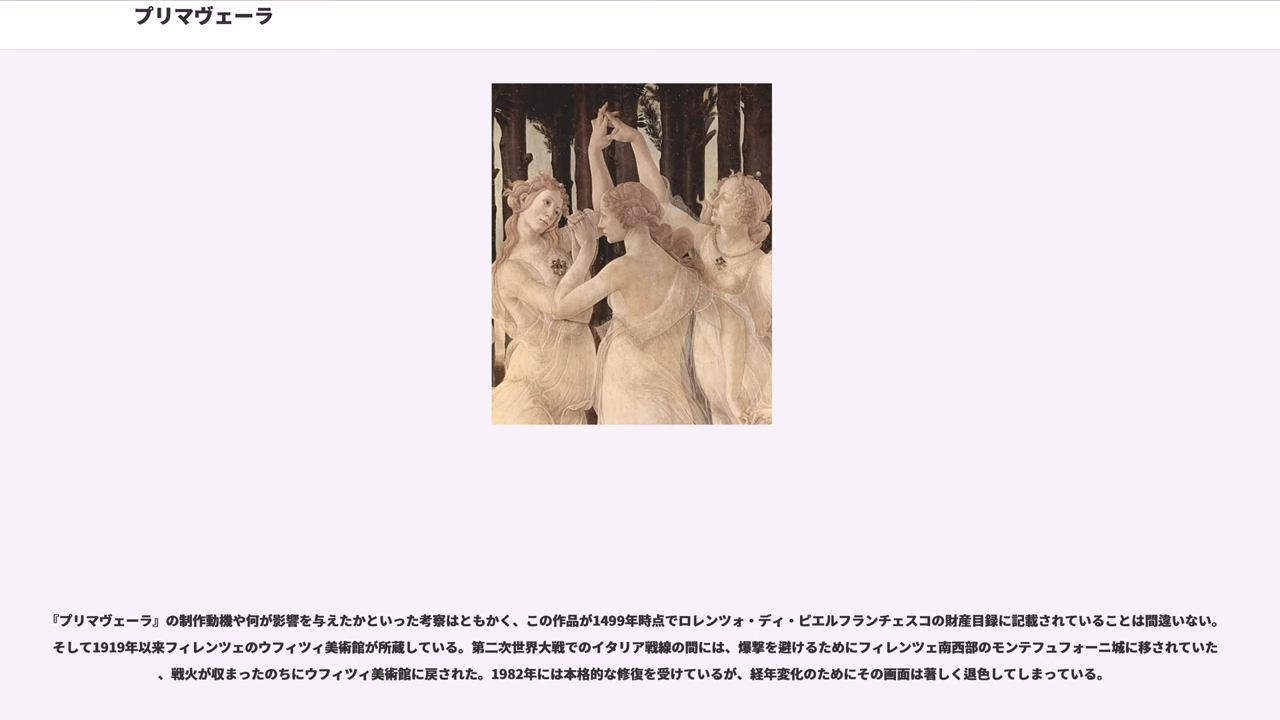 プリマヴェーラ
『プリマヴェーラ』の制作動機や何が影響を与えたかといった考察はともかく、この作品が1499年時点でロレンツォ・ディ・ピエルフランチェスコの財産目録に記載されていることは間違いない。
そして1919年以来フィレンツェのウフィツィ美術館が所蔵している。第二次世界大戦でのイタリア戦線の間には、爆撃を避けるためにフィレンツェ南西部のモンテフュフォーニ城に移されていた
、戦火が収まったのちにウフィツィ美術館に戻された。1982年には本格的な修復を受けているが、経年変化のためにその画面は著しく退色してしまっている。